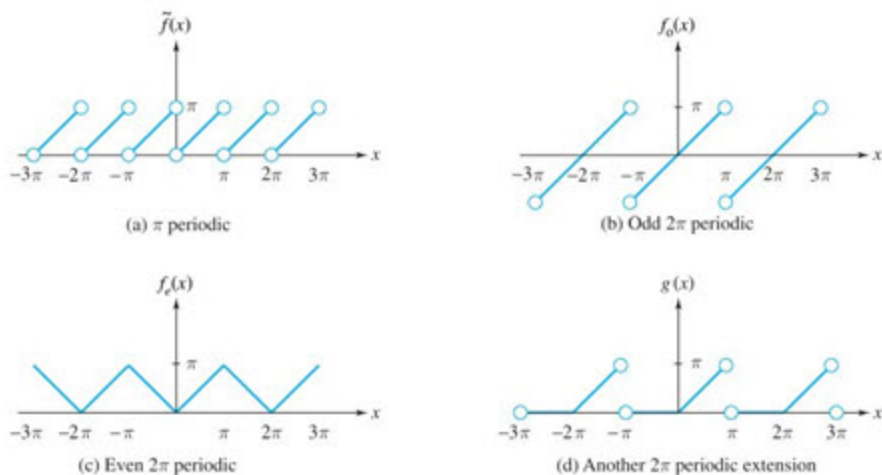 f̃(x)
π
x
−3π −2π −π π 2π 3π
(a) π periodic
fₒ(x)
π
x
−3π −2π −π π 2π 3π
(b) Odd 2π periodic
fₑ(x)
π
x
−3π −2π −π π 2π 3π
(c) Even 2π periodic
g(x)
π
x
−3π −2π −π π 2π 3π
(d) Another 2π periodic extension